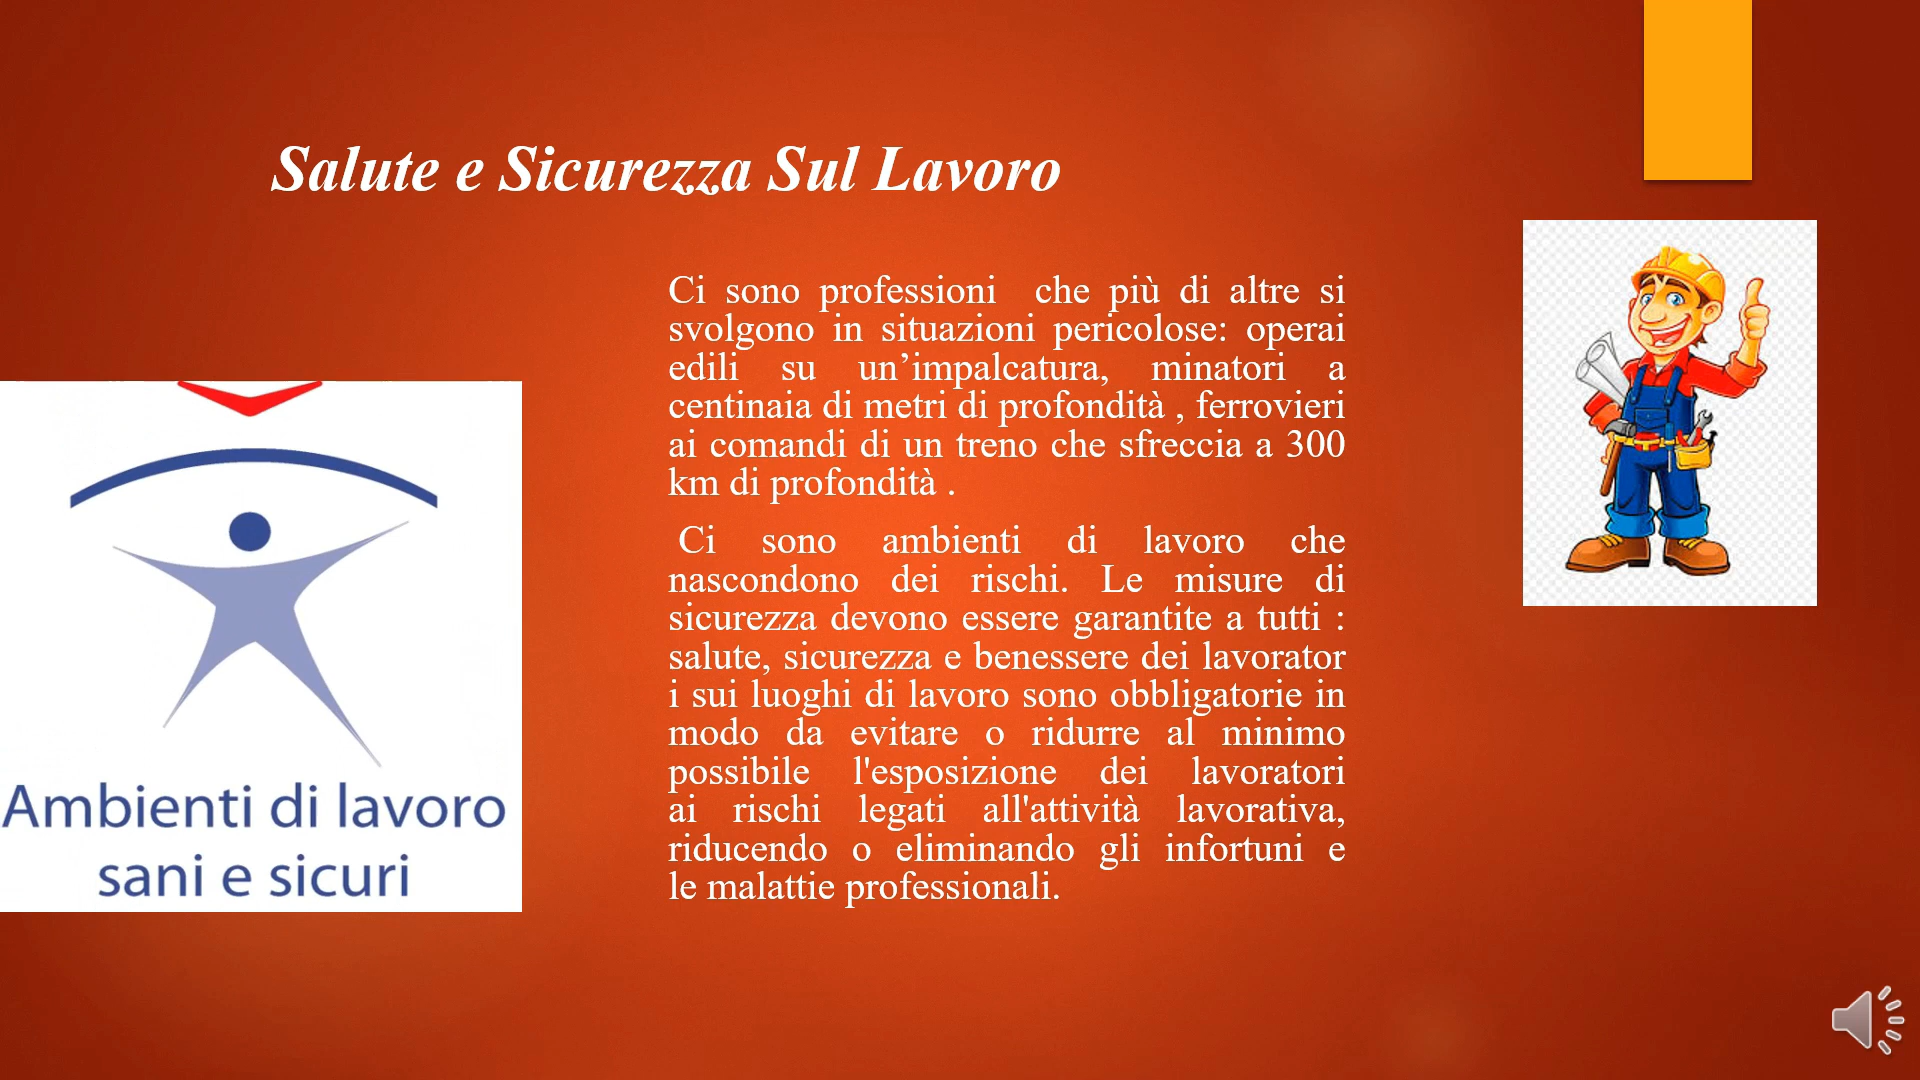 Salute e Sicurezza Sul Lavoro
Ci sono professioni che più di altre si
svolgono in situazioni pericolose: operai
edili su un’impalcatura, minatori a
centinaia di metri di profondità , ferrovieri
ai comandi di un treno che sfreccia a 300
km di profondità .
Ci sono ambienti di lavoro che
nascondono dei rischi. Le misure di
sicurezza devono essere garantite a tutti :
salute, sicurezza e benessere dei lavorator
i sui luoghi di lavoro sono obbligatorie in
modo da evitare o ridurre al minimo
possibile l'esposizione dei lavoratori
ai rischi legati all'attività lavorativa,
riducendo o eliminando gli infortuni e
le malattie professionali.
Ambienti di lavoro
sani e sicuri